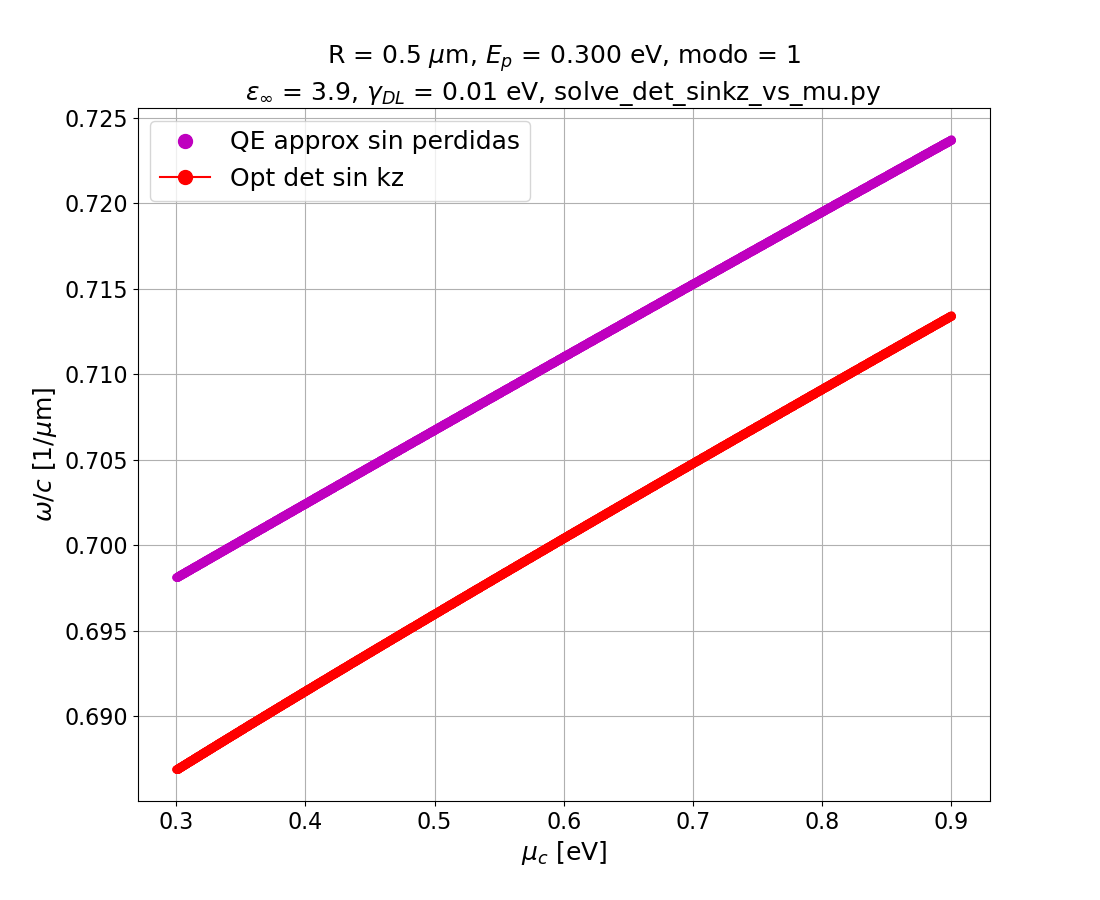 R = 0.5 μm, E_p = 0.300 eV, modo = 1
ε_∞ = 3.9, γ_DL = 0.01 eV, solve_det_sinkz_vs_mu.py
QE approx sin perdidas
Opt det sin kz
0.725
0.720
0.715
0.710
0.705
0.700
0.695
0.690
ω/c [1/μm]
0.3 0.4 0.5 0.6 0.7 0.8 0.9
μ_c [eV]